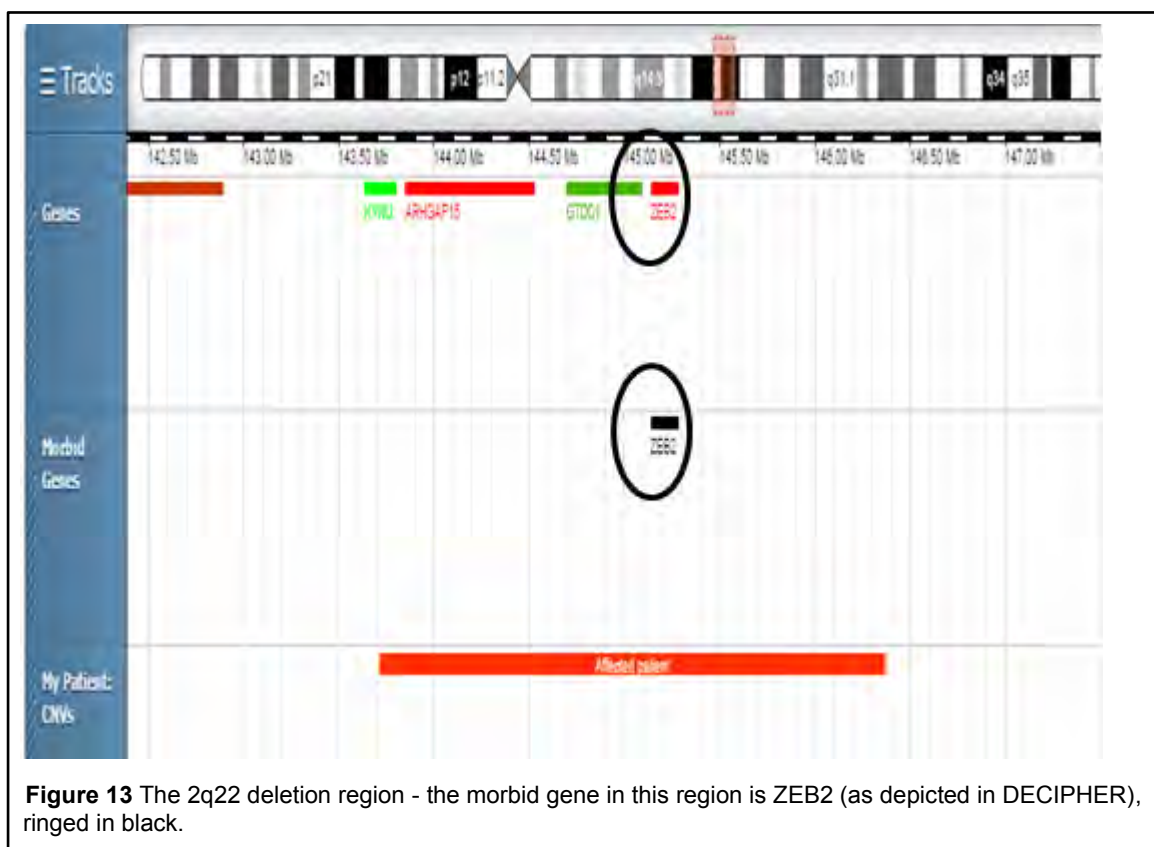 Tracks
p21 p12 p11.2 q14.3 q31.1 q34 q35
142.50 Mb 143.00 Mb 143.50 Mb 144.00 Mb 144.50 Mb 145.00 Mb 145.50 Mb 146.00 Mb 146.50 Mb 147.00 Mb
Genes
KYNU ARHGAP15 GTDC1 ZEB2
Morbid
Genes
ZEB2
My Patient:
CNVs
Affected patient
Figure 13 The 2q22 deletion region - the morbid gene in this region is ZEB2 (as depicted in DECIPHER),
ringed in black.